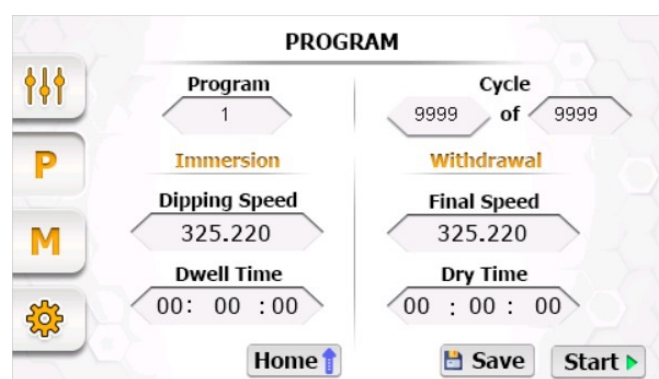 PROGRAM
Program
1
Cycle
9999 of 9999
P
Immersion
Withdrawal
Dipping Speed
325.220
Final Speed
325.220
M
Dwell Time
00: 00 :00
Dry Time
00 : 00 : 00
Home
Save
Start